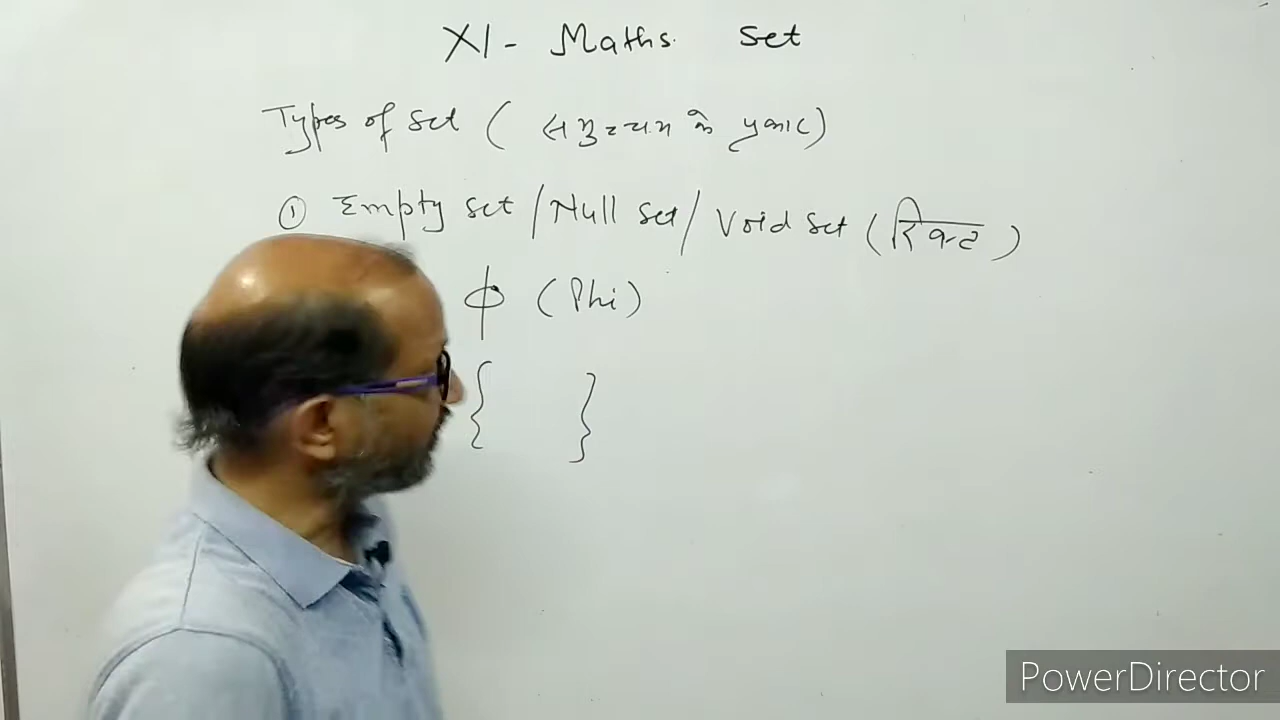 XI - Maths Set
Types of Set ( समुच्चय के प्रकार )
① Empty set / Null Set / Void Set ( रिक्त )
ϕ ( Phi )
{ }
PowerDirector